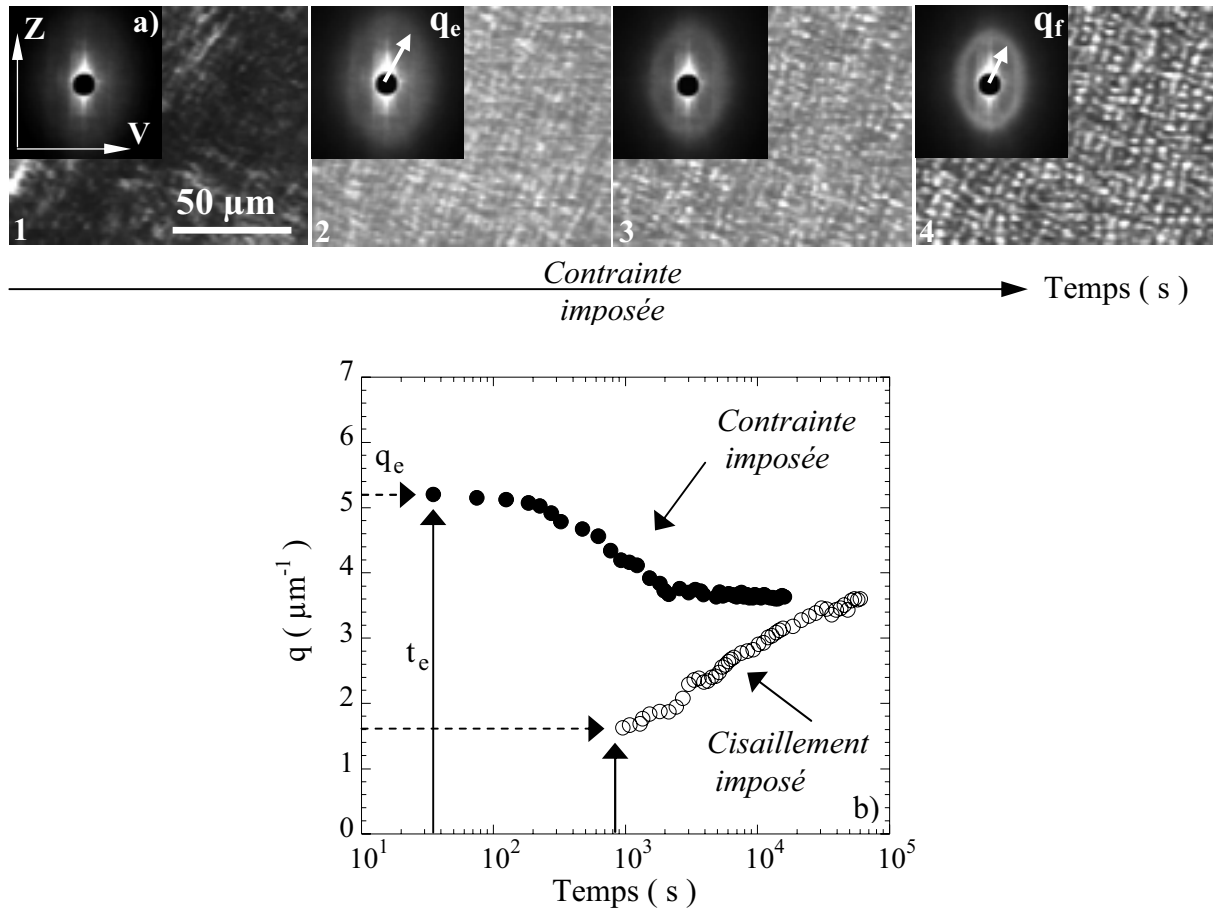 Z
a)
V
50 µm
1
q_e
2
3
q_f
4
Contrainte
imposée
Temps ( s )
7
6
5
4
3
2
1
0
q ( µm⁻¹ )
q_e
t_e
Contrainte
imposée
Cisaillement
imposé
b)
10¹ 10² 10³ 10⁴ 10⁵
Temps ( s )